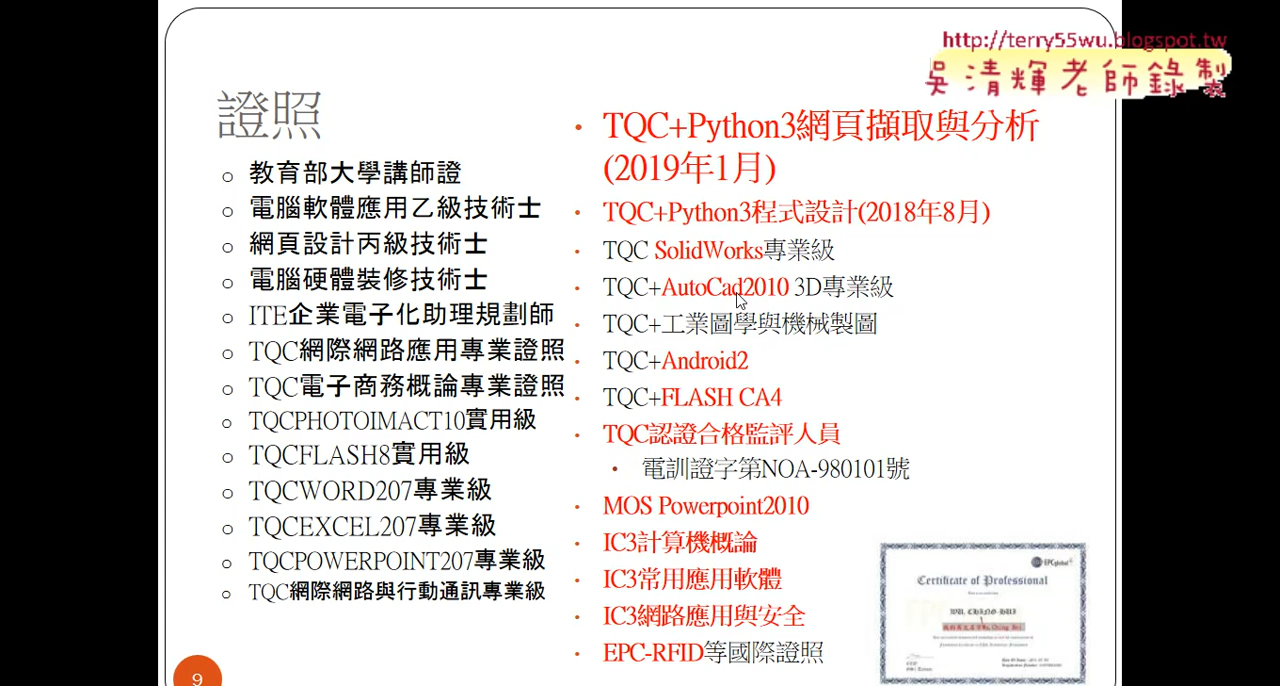 http://terry55wu.blogspot.tw
吳清輝老師錄製
證照
教育部大學講師證
電腦軟體應用乙級技術士
網頁設計丙級技術士
電腦硬體裝修技術士
ITE企業電子化助理規劃師
TQC網際網路應用專業證照
TQC電子商務概論專業證照
TQCPHOTOIMACT10實用級
TQCFLASH8實用級
TQCWORD207專業級
TQCEXCEL207專業級
TQCPOWERPOINT207專業級
TQC網際網路與行動通訊專業級
TQC+Python3網頁擷取與分析
(2019年1月)
TQC+Python3程式設計(2018年8月)
TQC SolidWorks專業級
TQC+AutoCad2010 3D專業級
TQC+工業圖學與機械製圖
TQC+Android2
TQC+FLASH CA4
TQC認證合格監評人員
電訓證字第NOA-980101號
MOS Powerpoint2010
IC3計算機概論
IC3常用應用軟體
IC3網路應用與安全
EPC-RFID等國際證照
EPCglobal
Certificate of Professional
WU, CHING-HUI
9